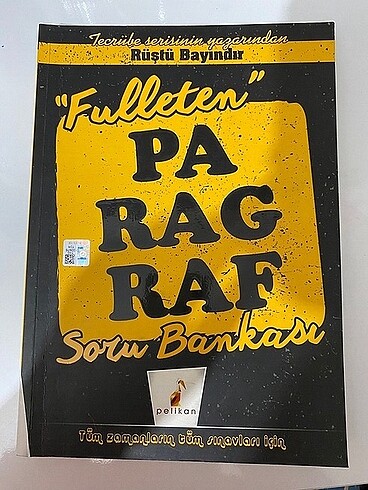 Tecrübe serisinin yazarından
Rüştü Bayındır
"Fulleten"
PA
RAG
RAF
Soru Bankası
pelikan
Tüm zamanların tüm sınavları için